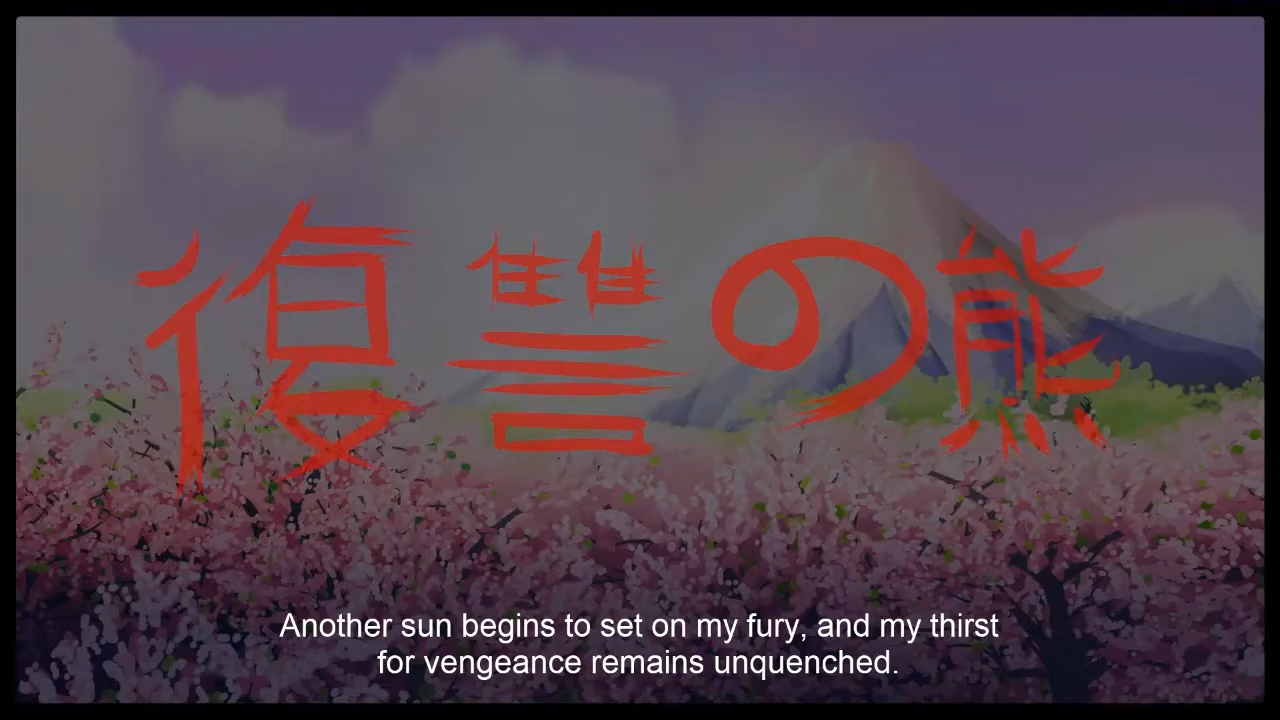 復讐の熊
Another sun begins to set on my fury, and my thirst
for vengeance remains unquenched.